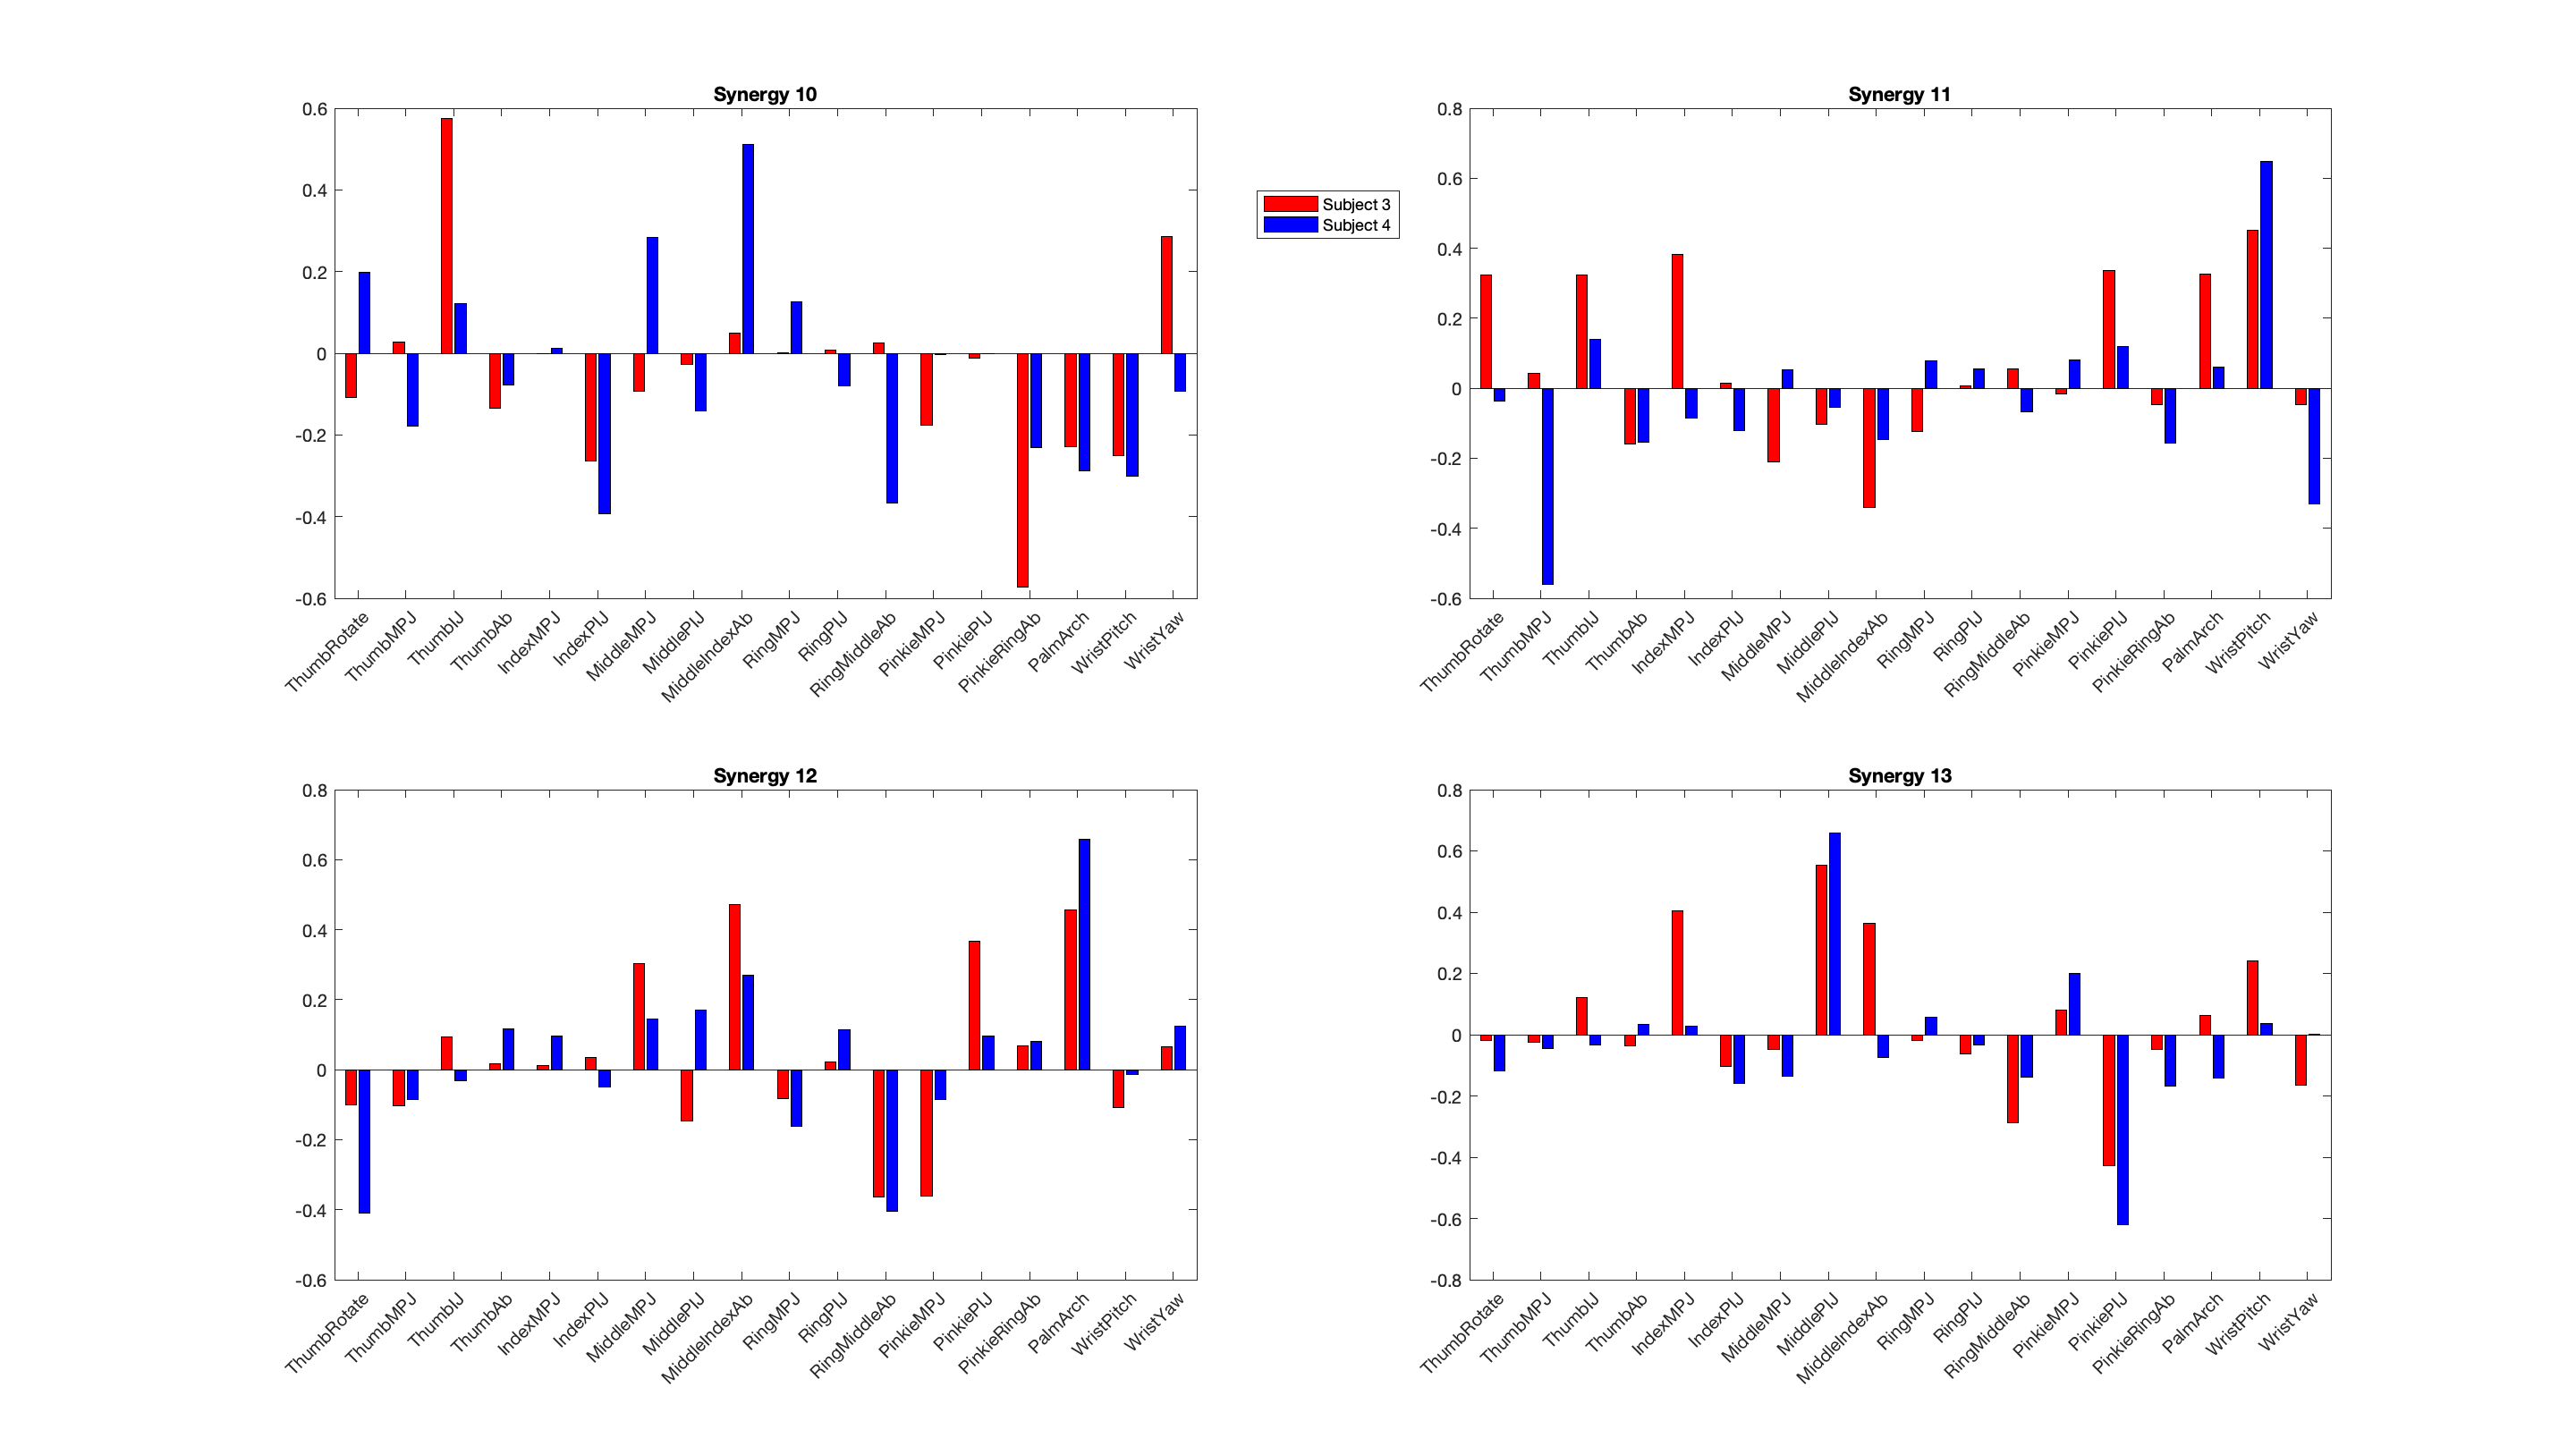 Synergy 10
0.6
0.4
0.2
0
-0.2
-0.4
-0.6
ThumbRotate
ThumbMPJ
ThumbIJ
ThumbAb
IndexMPJ
IndexPIJ
MiddleMPJ
MiddlePIJ
MiddleIndexAb
RingMPJ
RingPIJ
RingMiddleAb
PinkieMPJ
PinkiePIJ
PinkieRingAb
PalmArch
WristPitch
WristYaw
Subject 3
Subject 4
Synergy 11
0.8
0.6
0.4
0.2
0
-0.2
-0.4
-0.6
ThumbRotate
ThumbMPJ
ThumbIJ
ThumbAb
IndexMPJ
IndexPIJ
MiddleMPJ
MiddlePIJ
MiddleIndexAb
RingMPJ
RingPIJ
RingMiddleAb
PinkieMPJ
PinkiePIJ
PinkieRingAb
PalmArch
WristPitch
WristYaw
Synergy 12
0.8
0.6
0.4
0.2
0
-0.2
-0.4
-0.6
ThumbRotate
ThumbMPJ
ThumbIJ
ThumbAb
IndexMPJ
IndexPIJ
MiddleMPJ
MiddlePIJ
MiddleIndexAb
RingMPJ
RingPIJ
RingMiddleAb
PinkieMPJ
PinkiePIJ
PinkieRingAb
PalmArch
WristPitch
WristYaw
Synergy 13
0.8
0.6
0.4
0.2
0
-0.2
-0.4
-0.6
-0.8
ThumbRotate
ThumbMPJ
ThumbIJ
ThumbAb
IndexMPJ
IndexPIJ
MiddleMPJ
MiddlePIJ
MiddleIndexAb
RingMPJ
RingPIJ
RingMiddleAb
PinkieMPJ
PinkiePIJ
PinkieRingAb
PalmArch
WristPitch
WristYaw